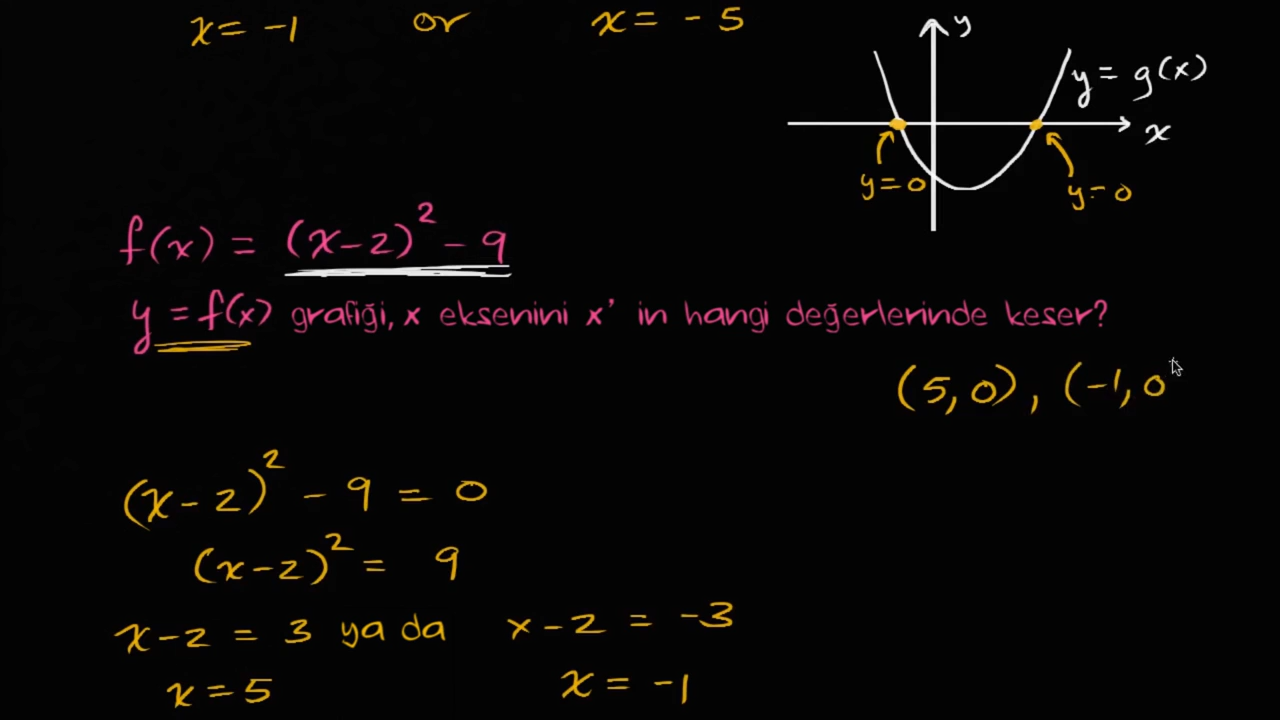 x = -1 or x = -5
y
y = g(x)
x
y=0
y=0
f(x) = (x-2)² - 9
y = f(x) grafiği, x eksenini x' in hangi değerlerinde keser?
(5,0), (-1,0
(x-2)² - 9 = 0
(x-2)² = 9
x-2 = 3 ya da x-2 = -3
x=5 x = -1